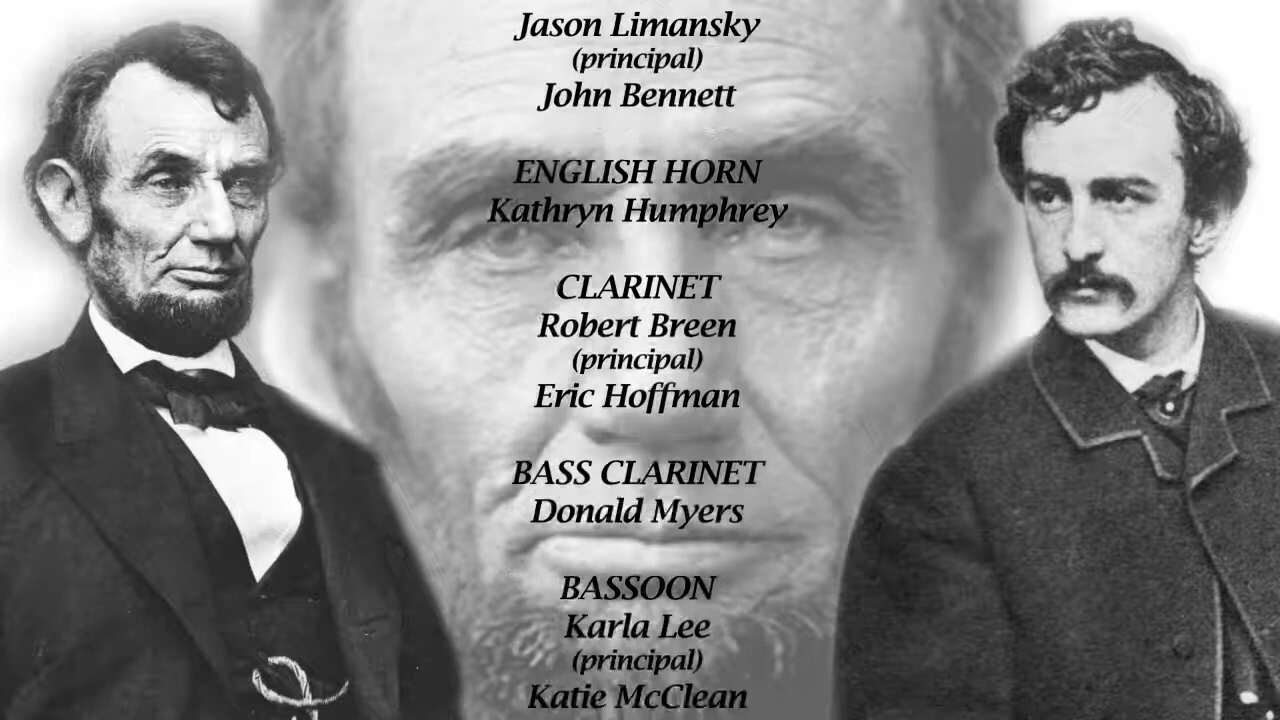 Jason Limansky
(principal)
John Bennett
ENGLISH HORN
Kathryn Humphrey
CLARINET
Robert Breen
(principal)
Eric Hoffman
BASS CLARINET
Donald Myers
BASSOON
Karla Lee
(principal)
Katie McClean